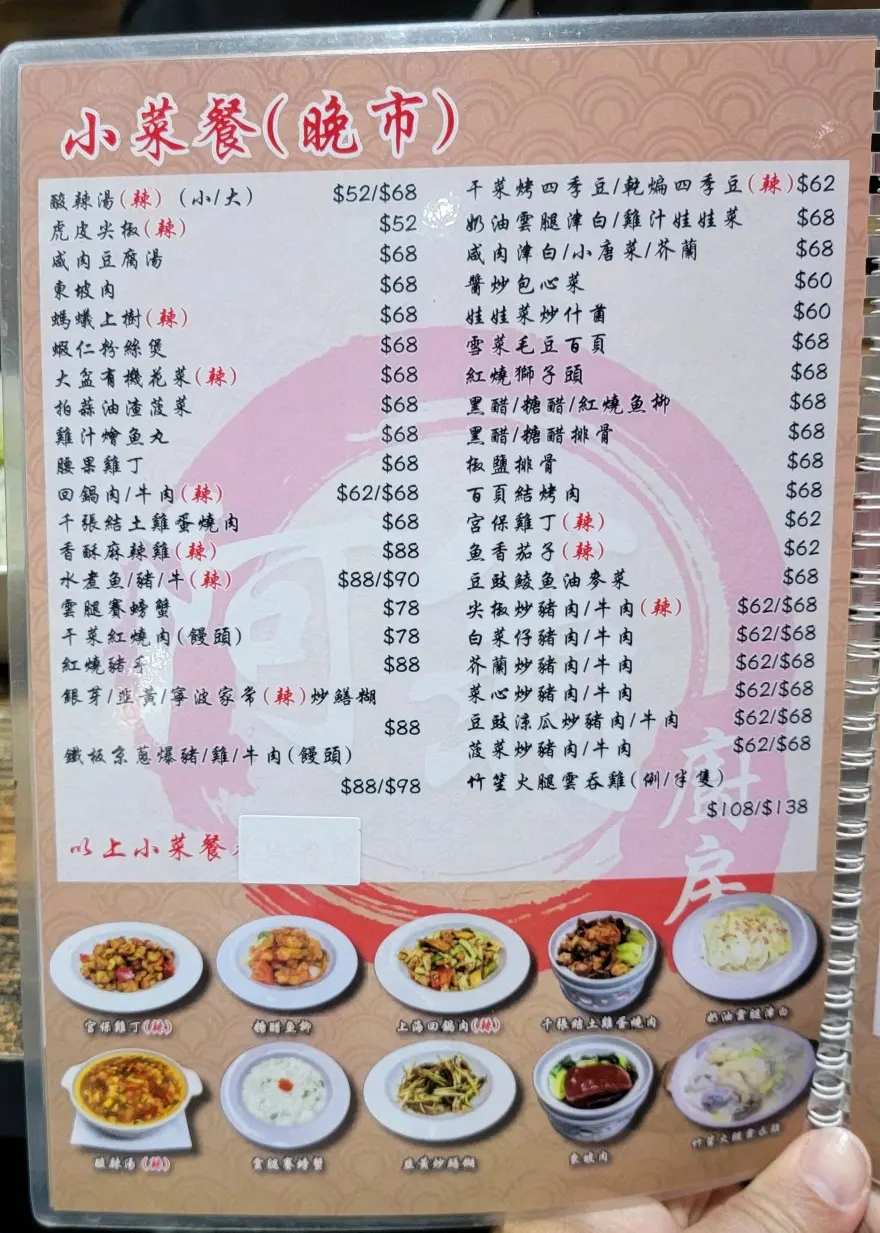 小菜餐(晚市)
酸辣湯(辣) (小/大) $52/$68
虎皮尖椒(辣) $52
咸肉豆腐湯 $68
東坡肉 $68
螞蟻上樹(辣) $68
蝦仁粉絲煲 $68
大盆有機花菜(辣) $68
拍蒜油渣菠菜 $68
雞汁燴魚丸 $68
腰果雞丁 $68
回鍋肉/牛肉(辣) $62/$68
千張結土雞蛋燒肉 $68
香酥麻辣雞(辣) $88
水煮魚/豬/牛(辣) $88/$90
雲腿賽螃蟹 $78
干菜紅燒肉(饅頭) $78
紅燒豬手 $88
銀芽/韮黃/寧波家常(辣)炒鱔糊
$88
鐵板京蔥爆豬/雞/牛肉(饅頭)
$88/$98
以上小菜餐
干菜烤四季豆/乾煸四季豆(辣) $62
奶油雲腿津白/雞汁娃娃菜 $68
咸肉津白/小唐菜/芥蘭 $68
醬炒包心菜 $60
娃娃菜炒什菌 $60
雪菜毛豆百頁 $68
紅燒獅子頭 $68
黑醋/糖醋/紅燒魚柳 $68
黑醋/糖醋排骨 $68
椒鹽排骨 $68
百頁結烤肉 $68
宮保雞丁(辣) $62
魚香茄子(辣) $62
豆豉鯪魚油麥菜 $68
尖椒炒豬肉/牛肉(辣) $62/$68
白菜仔豬肉/牛肉 $62/$68
芥蘭炒豬肉/牛肉 $62/$68
菜心炒豬肉/牛肉 $62/$68
豆豉涼瓜炒豬肉/牛肉 $62/$68
菠菜炒豬肉/牛肉 $62/$68
竹笙火腿雲吞雞(例/半隻)
$108/$138
廚房
宮保雞丁(辣)
糖醋魚柳
上海回鍋肉(辣)
千張結土雞蛋燒肉
奶油雲腿津白
酸辣湯(辣)
雲腿賽螃蟹
韮黃炒鱔糊
東坡肉
竹笙火腿雲吞雞